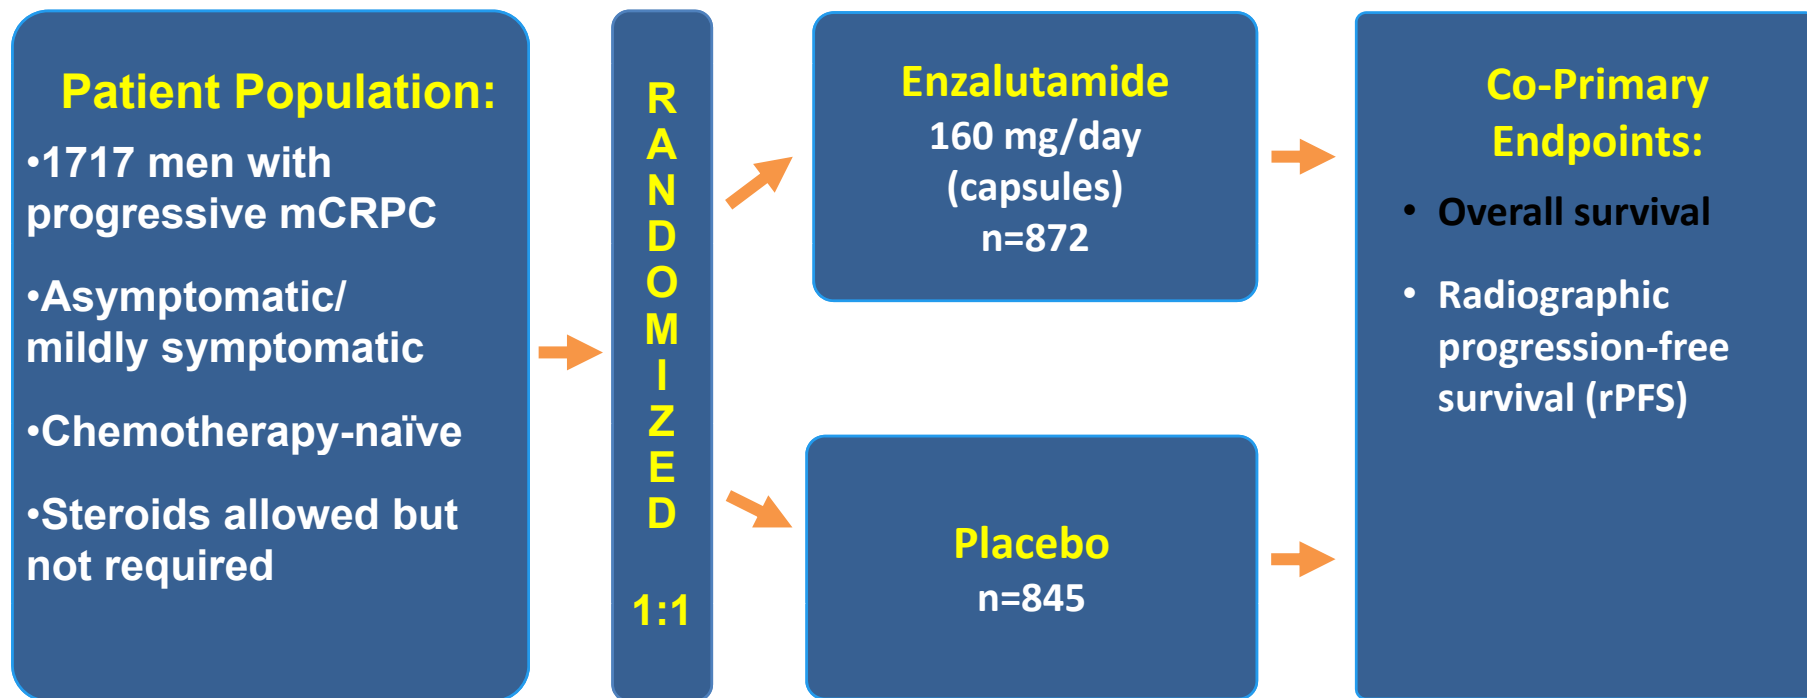 Patient Population:
•1717 men with
progressive mCRPC
•Asymptomatic/
mildly symptomatic
•Chemotherapy-naïve
•Steroids allowed but
not required
R
A
N
D
O
M
I
Z
E
D
1:1
Enzalutamide
160 mg/day
(capsules)
n=872
Placebo
n=845
Co-Primary
Endpoints:
• Overall survival
• Radiographic
progression-free
survival (rPFS)